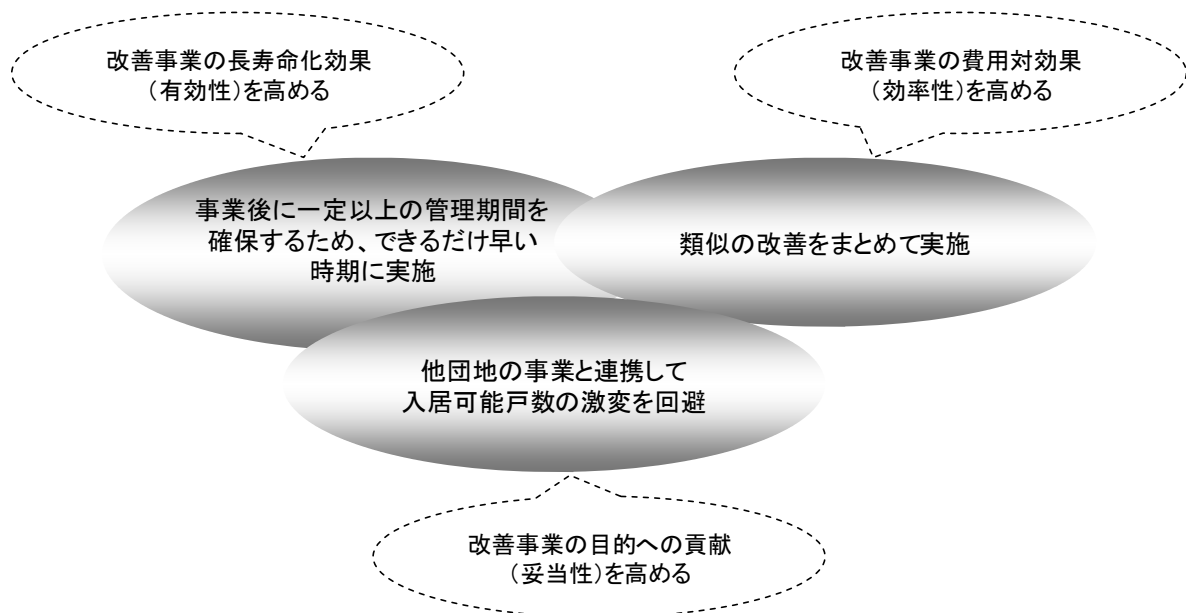 改善事業の長寿命化効果
（有効性）を高める
改善事業の費用対効果
（効率性）を高める
事業後に一定以上の管理期間を
確保するため、できるだけ早い
時期に実施
類似の改善をまとめて実施
他団地の事業と連携して
入居可能戸数の激変を回避
改善事業の目的への貢献
（妥当性）を高める